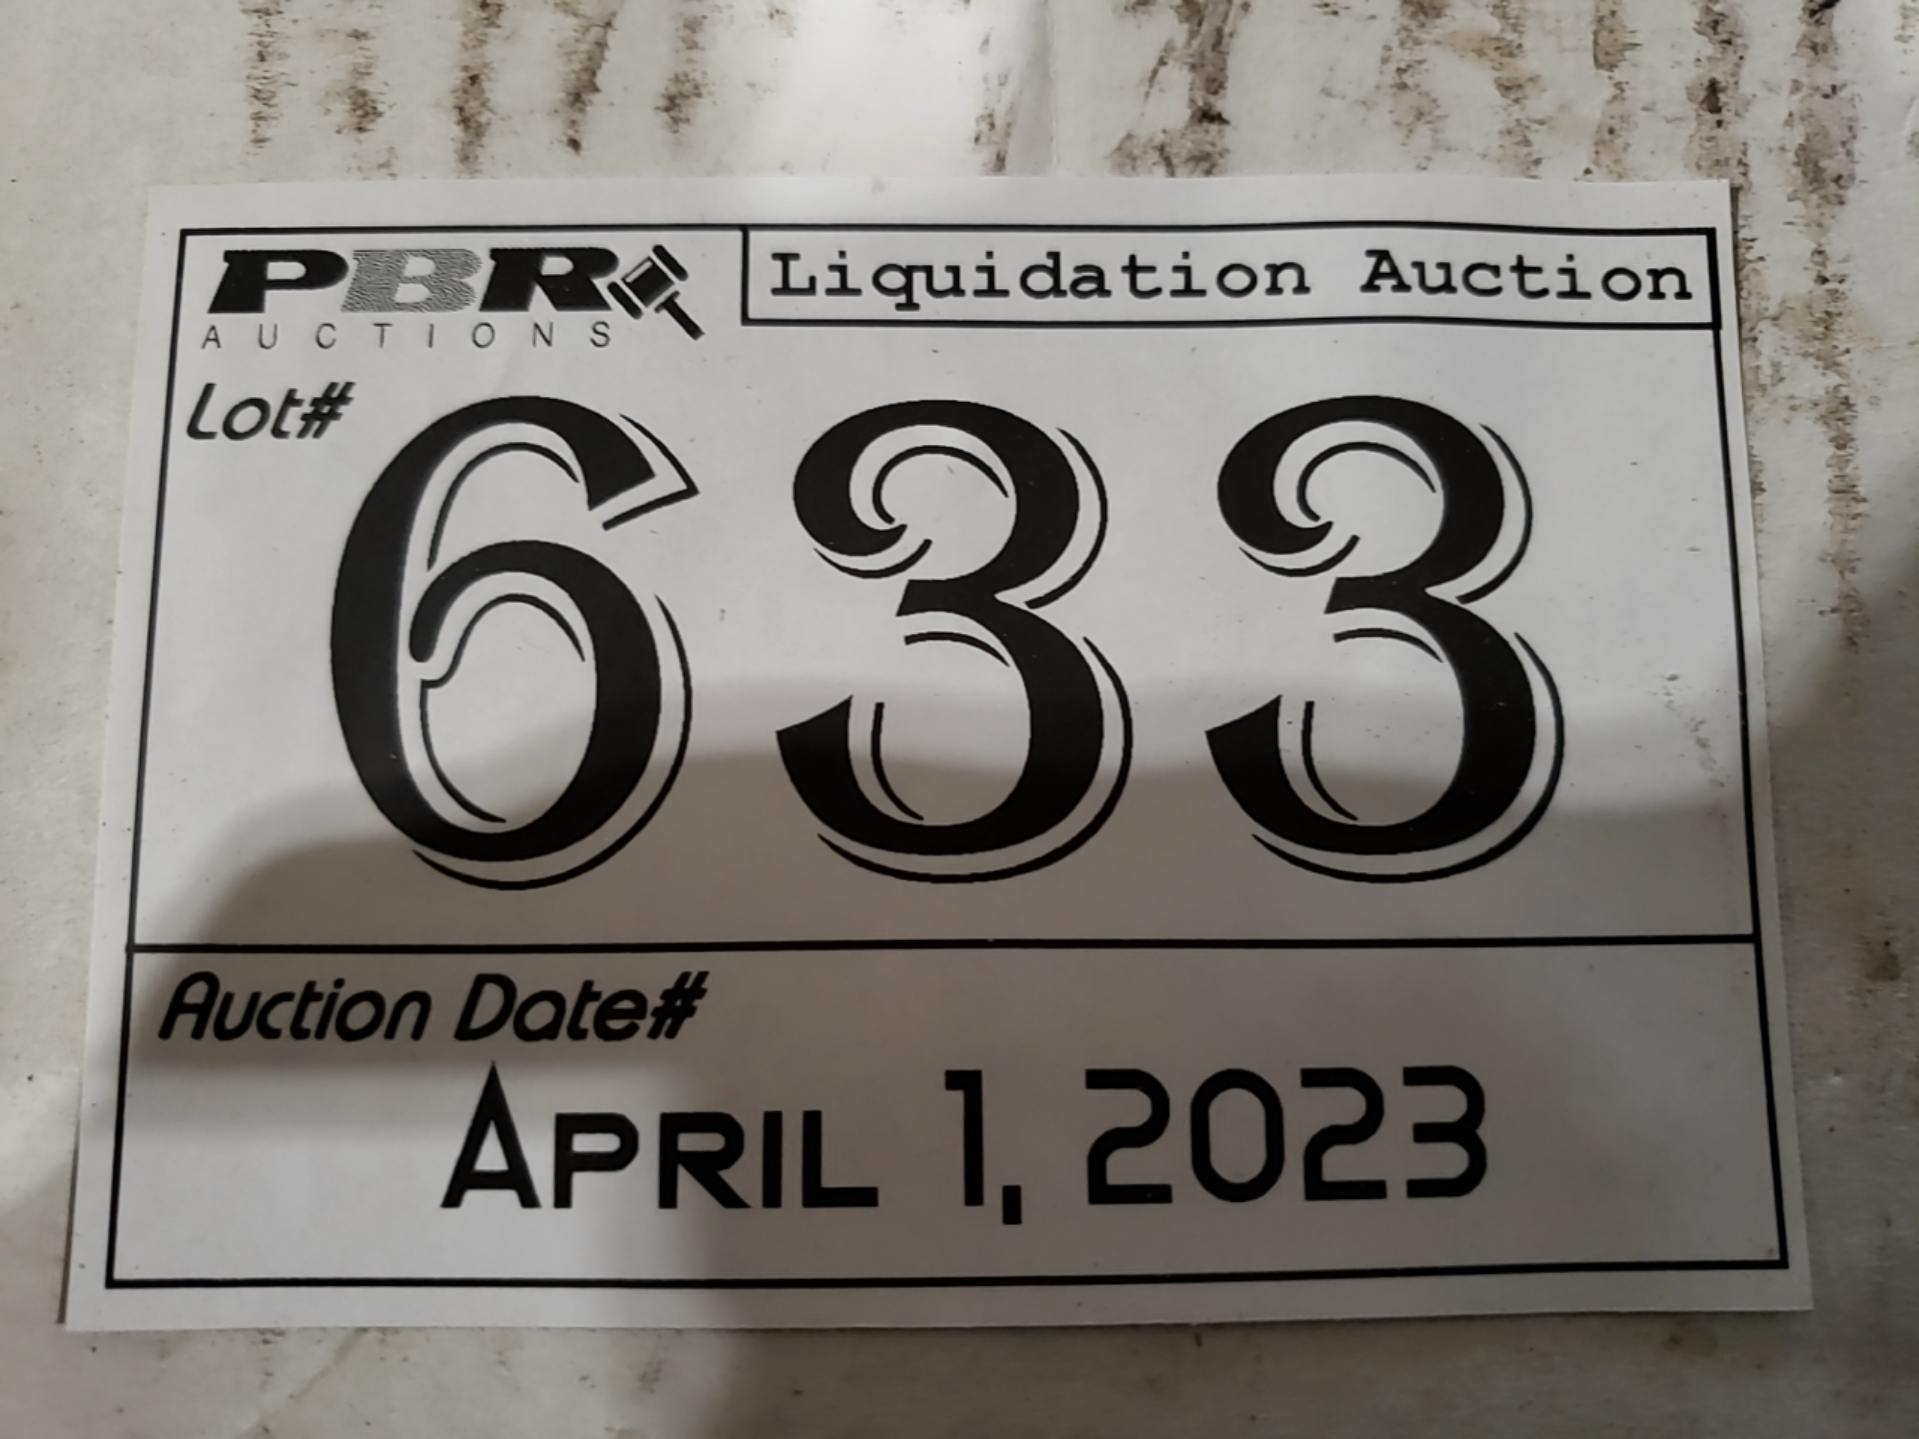 PBR
AUCTIONS
Liquidation Auction
Lot#
633
Auction Date#
APRIL 1, 2023